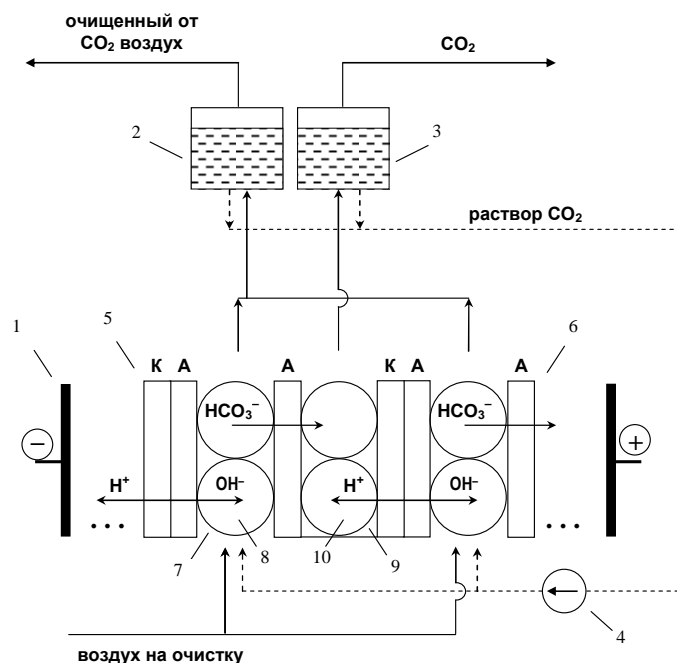 очищенный от
CO₂ воздух
CO₂
2
3
раствор CO₂
1
5
6
К А
А
К А
А
HCO₃⁻
HCO₃⁻
−
+
H⁺
OH⁻
H⁺
OH⁻
...
...
7
8
10
9
4
воздух на очистку